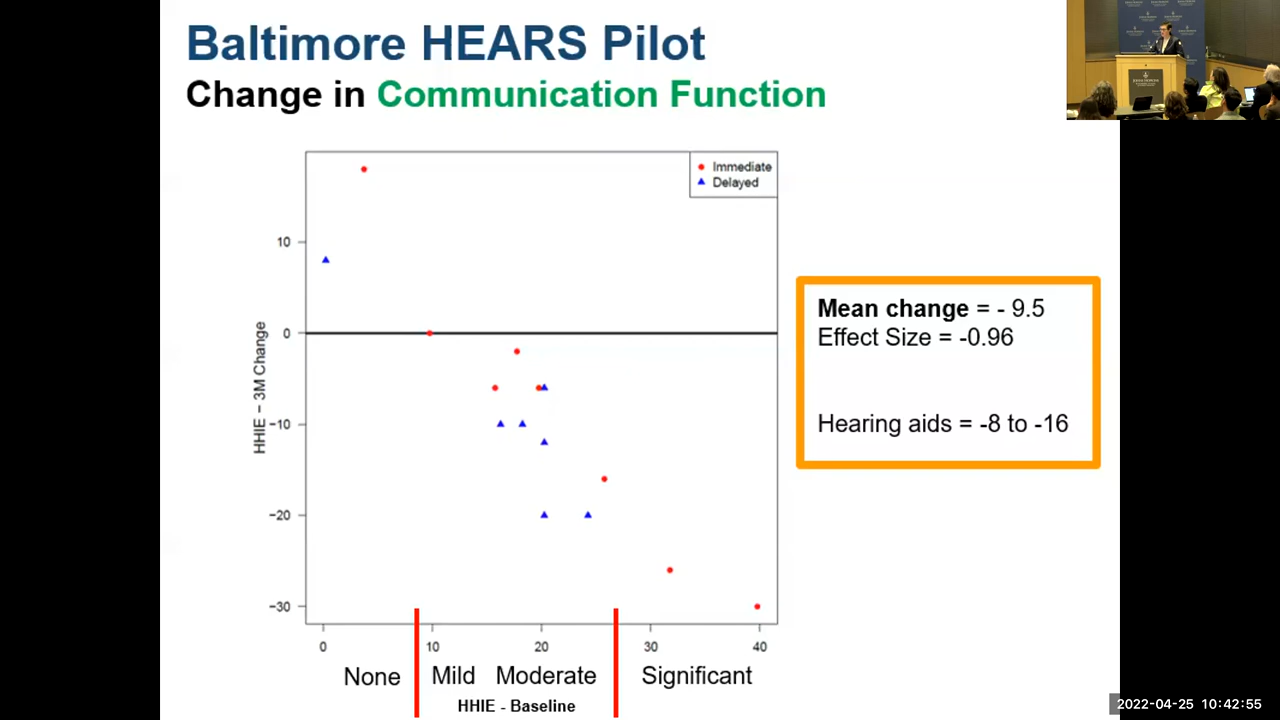 Baltimore HEARS Pilot
Change in Communication Function
Immediate
Delayed
10
0
−10
−20
−30
HHIE − 3M Change
0
10
20
30
40
None
Mild
Moderate
Significant
HHIE - Baseline
Mean change = - 9.5
Effect Size = -0.96
Hearing aids = -8 to -16
2022-04-25 10:42:55